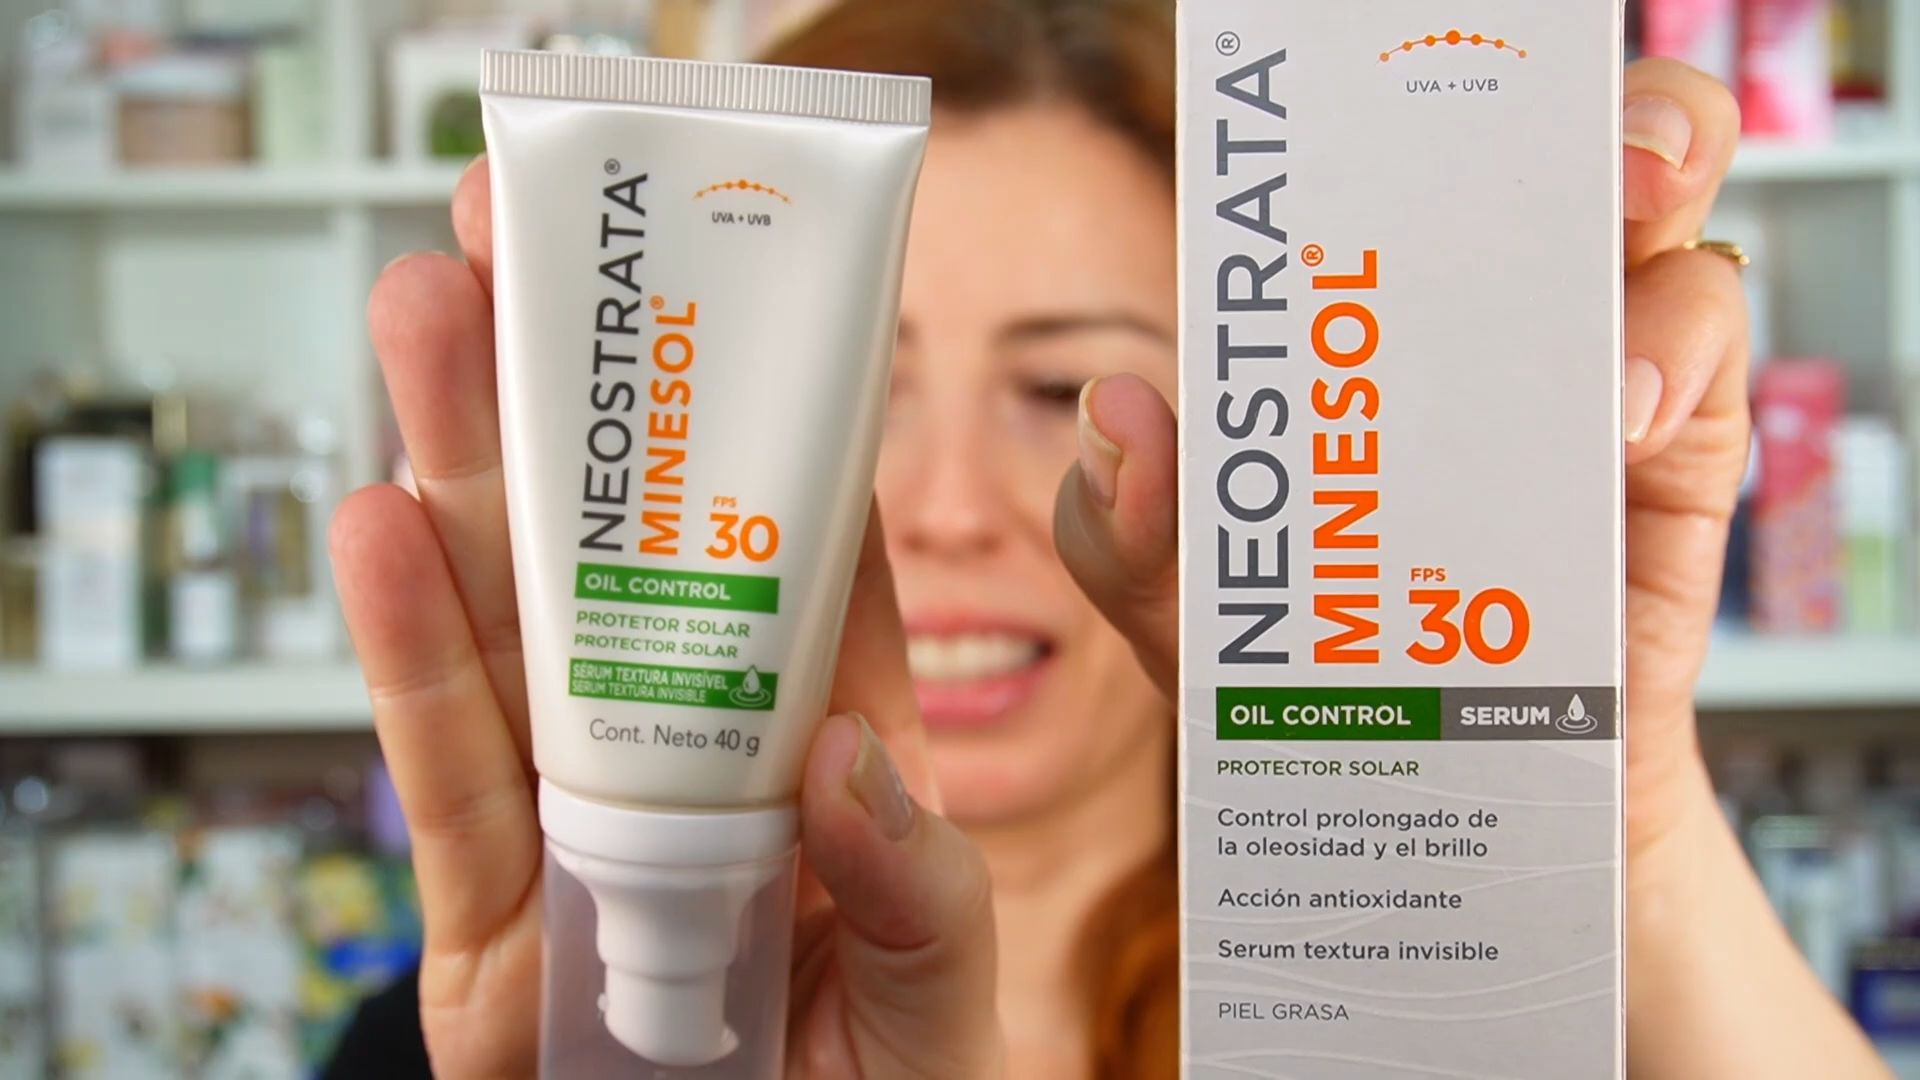 NEOSTRATA®
MINESOL®
UVA + UVB
FPS
30
OIL CONTROL
PROTETOR SOLAR
PROTECTOR SOLAR
SÉRUM TEXTURA INVISÍVEL
SERUM TEXTURA INVISIBLE
Cont. Neto 40 g
NEOSTRATA®
MINESOL®
UVA + UVB
FPS
30
OIL CONTROL SERUM
PROTECTOR SOLAR
Control prolongado de
la oleosidad y el brillo
Acción antioxidante
Serum textura invisible
PIEL GRASA